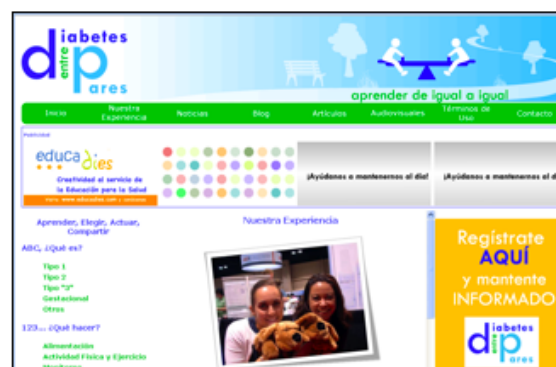 diabetes
entre
pares
aprender de igual a igual
Inicio
Nuestra
Experiencia
Noticias
Blog
Artículos
Audiovisuales
Términos de
Uso
Contacto
educadies
Creatividad al servicio de
la Educación para la Salud
¡Ayúdanos a mantenernos al día!
¡Ayúdanos a mantenernos al d
Aprender, Elegir, Actuar,
Compartir
Nuestra Experiencia
ABC, ¿Qué es?
Tipo 1
Tipo 2
Tipo "3"
Gestacional
Otros
123... ¿Qué hacer?
Alimentación
Actividad Física y Ejercicio
Regístrate
AQUÍ
y mantente
INFORMADO
diabetes
entre
pares